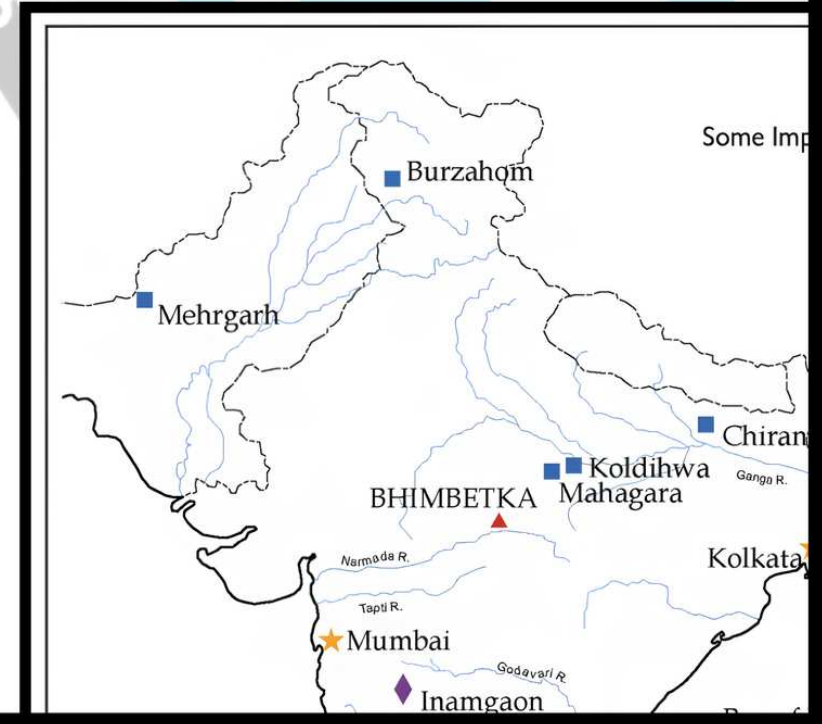 Some Imp
Burzahom
Mehrgarh
Chiran
Koldihwa
Ganga R.
Mahagara
BHIMBETKA
Kolkata
Narmada R.
Tapti R.
Mumbai
Godavari R.
Inamgaon